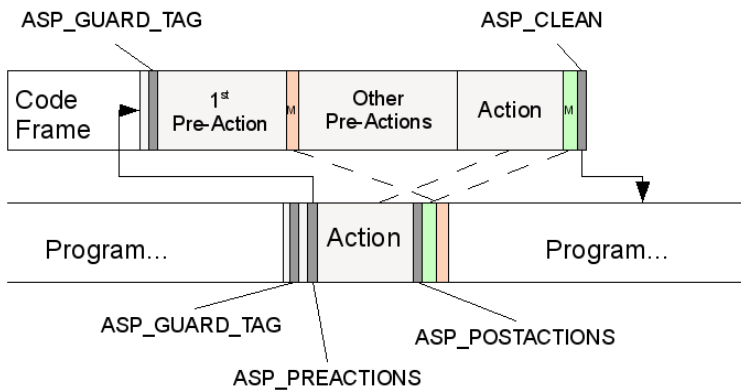 ASP_GUARD_TAG
ASP_CLEAN
Code
Frame
1st
Pre-Action
M
Other
Pre-Actions
Action
M
Program...
Action
Program...
ASP_GUARD_TAG
ASP_POSTACTIONS
ASP_PREACTIONS